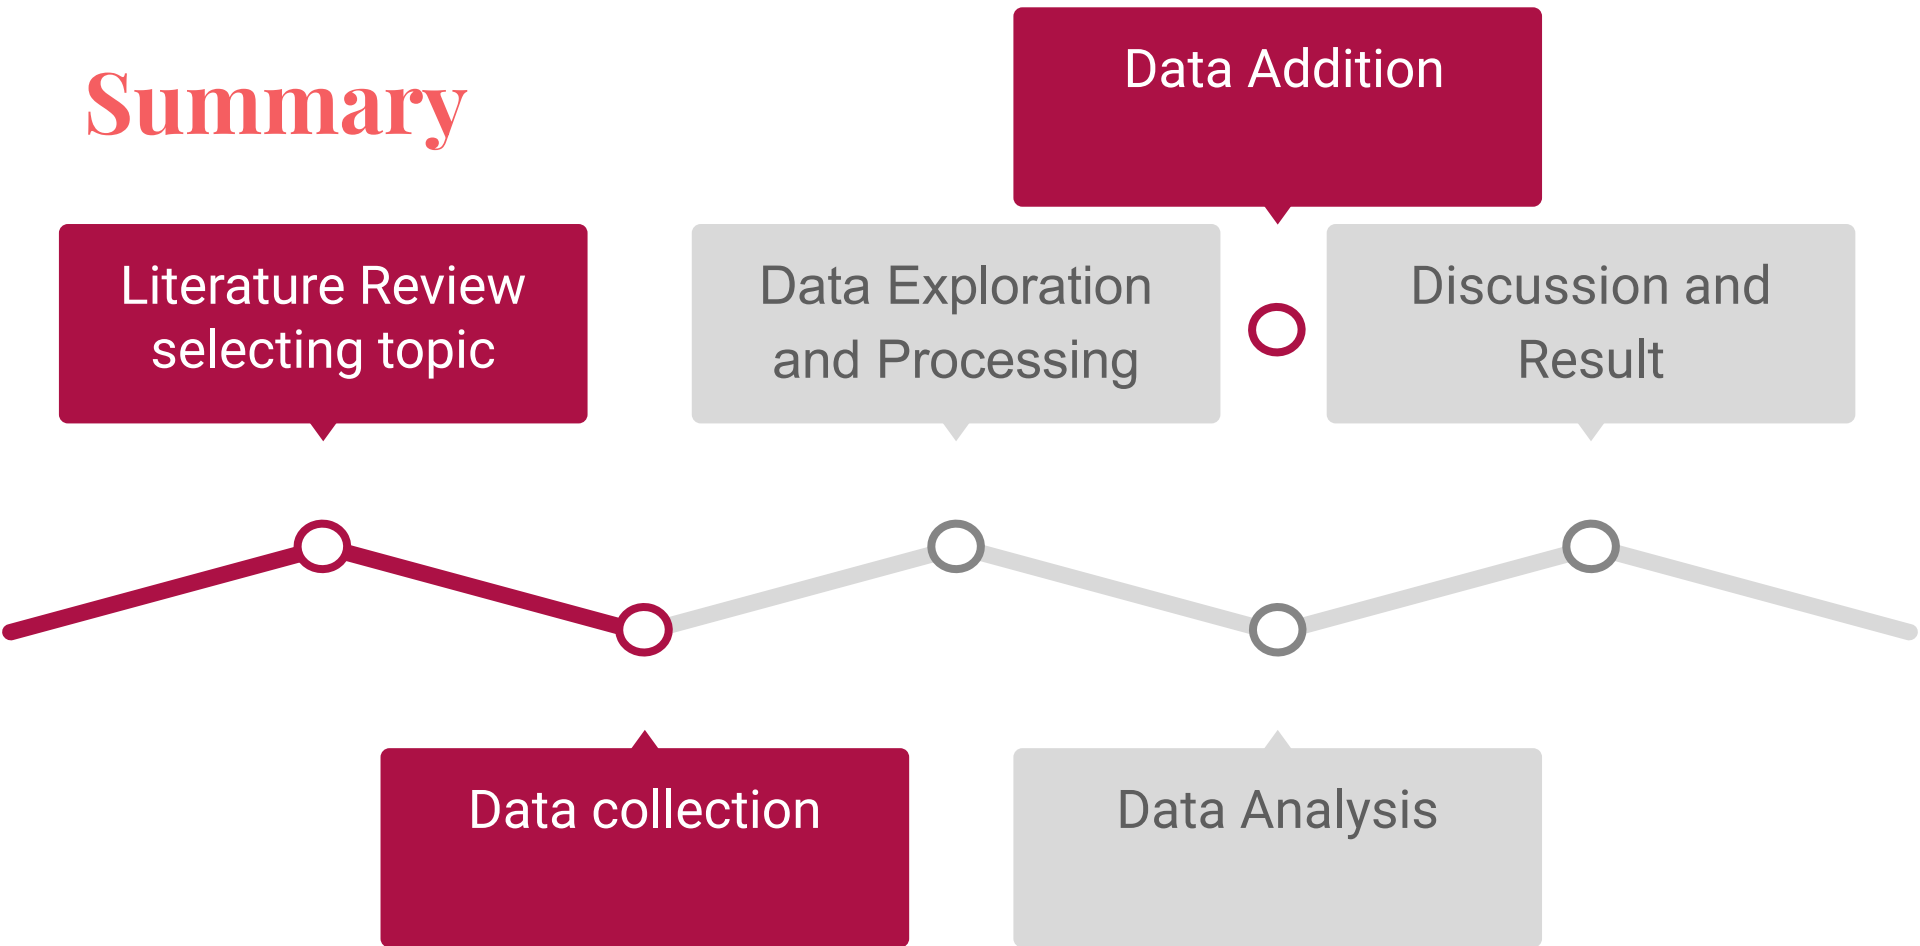 Summary
Data Addition
Literature Review
selecting topic
Data Exploration
and Processing
Discussion and
Result
Data collection
Data Analysis